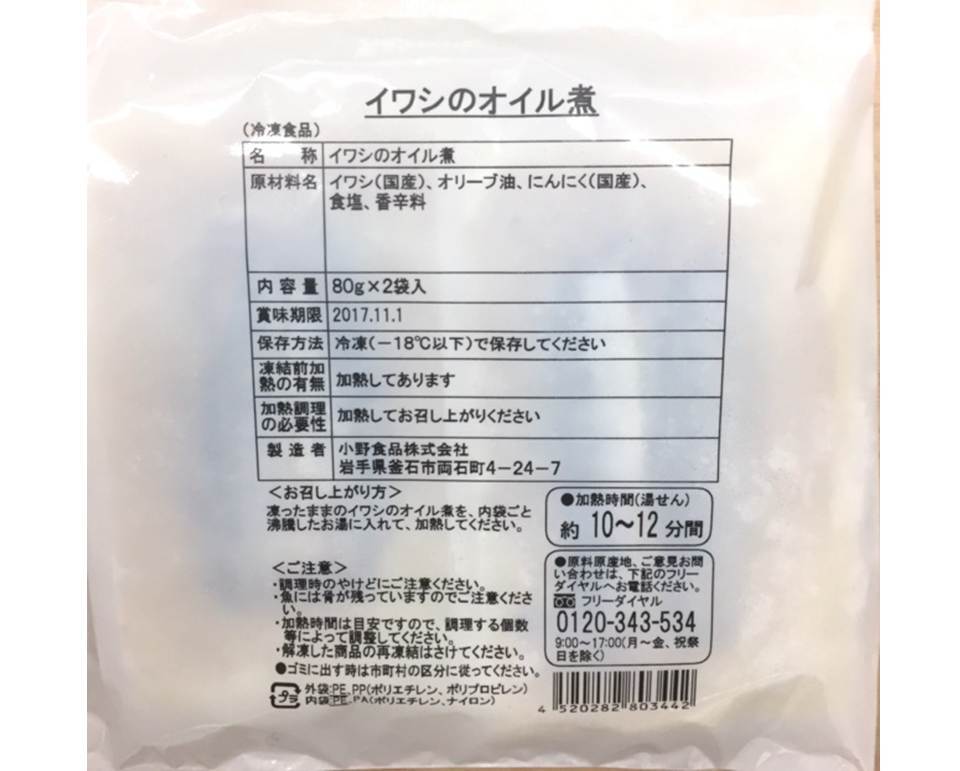 イワシのオイル煮
(冷凍食品)
名 称 イワシのオイル煮
原材料名 イワシ(国産)、オリーブ油、にんにく(国産)、
食塩、香辛料
内容量 80g×2袋入
賞味期限 2017.11.1
保存方法 冷凍(-18℃以下)で保存してください
凍結前加
熱の有無 加熱してあります
加熱調理
の必要性 加熱してお召し上がりください
製造者 小野食品株式会社
岩手県釜石市両石町4-24-7
<お召し上がり方>
凍ったままのイワシのオイル煮を、内袋ごと
沸騰したお湯に入れて、加熱してください。
●加熱時間(湯せん)
約 10~12 分間
<ご注意>
・調理時のやけどにご注意ください。
・魚には骨が残っていますのでご注意くださ
い。
・加熱時間は目安ですので、調理する個数
等によって調整してください。
・解凍した商品の再凍結はさけてください。
●ゴミに出す時は市町村の区分に従ってください。
プラ
外袋:PE,PP(ポリエチレン、ポリプロピレン)
内袋:PE,PA(ポリエチレン、ナイロン)
●原料原産地、ご意見お問
い合わせは、下記のフリー
ダイヤルへお電話ください。
フリーダイヤル
0120-343-534
9:00~17:00(月~金、祝祭
日を除く)
4 520282 803442